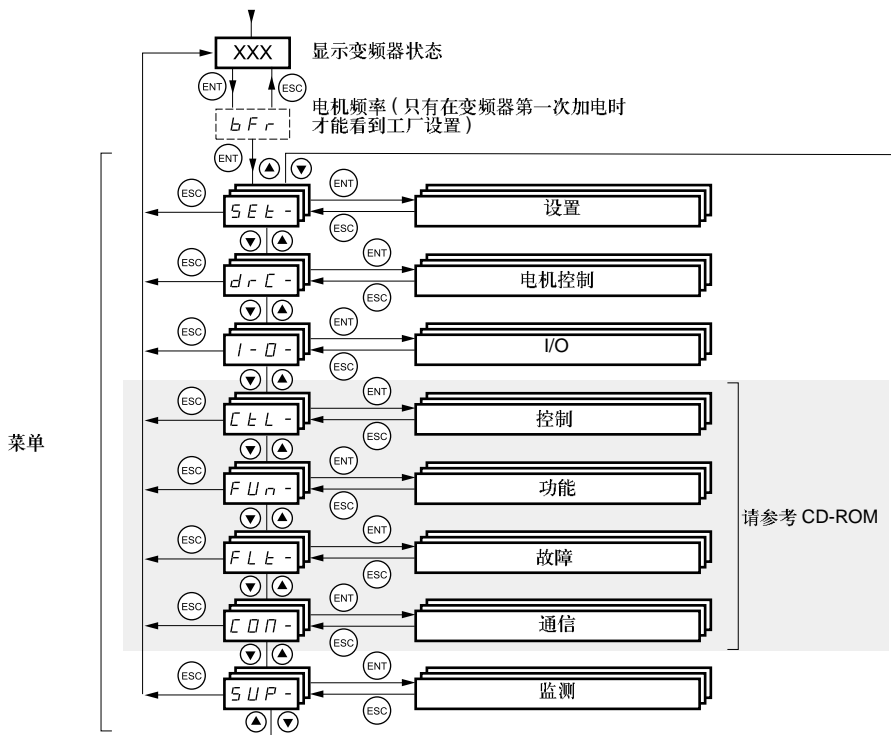 XXX 显示变频器状态
ENT ESC
bFr 电机频率 ( 只有在变频器第一次加电时
才能看到工厂设置 )
ENT
ESC SEt- ENT 设置
ESC
ESC drC- ENT 电机控制
ESC
ESC I-O- ENT I/O
ESC
ESC CtL- ENT 控制
ESC
菜单
ESC FUn- ENT 功能
ESC
请参考 CD-ROM
ESC FLt- ENT 故障
ESC
ESC COM- ENT 通信
ESC
ESC SUP- ENT 监测
ESC